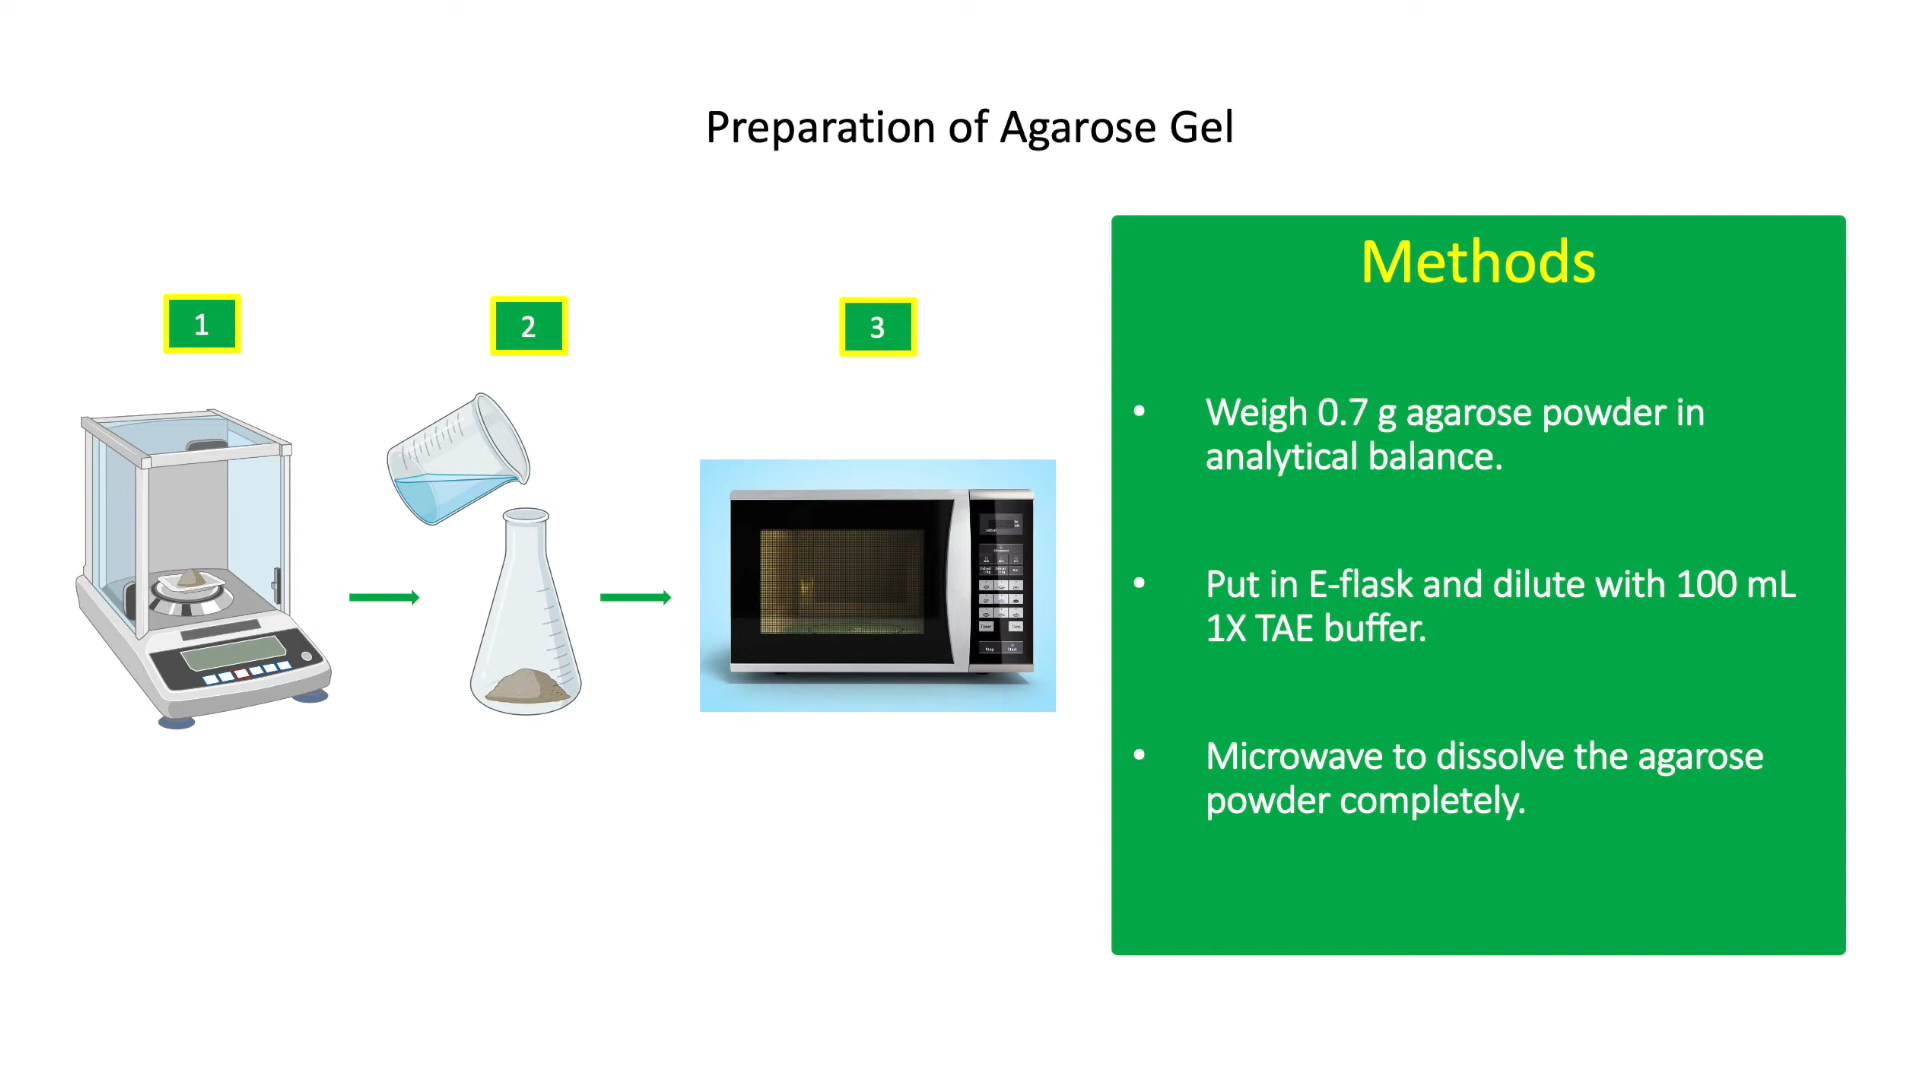 Preparation of Agarose Gel
1
2
3
Methods
• Weigh 0.7 g agarose powder in
analytical balance.
• Put in E-flask and dilute with 100 mL
1X TAE buffer.
• Microwave to dissolve the agarose
powder completely.